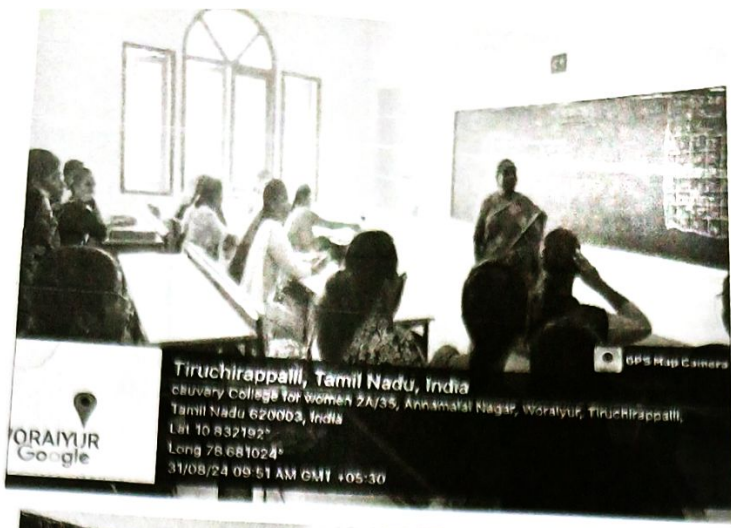 GPS Map Camera
Tiruchirappalli, Tamil Nadu, India
cauvery College for women 2A/35, Annamalai Nagar, Woraiyur, Tiruchirappalli,
Tamil Nadu 620003, India
Lat 10.832192°
Long 78.681024°
31/08/24 09:51 AM GMT +05:30
WORAIYUR
Google